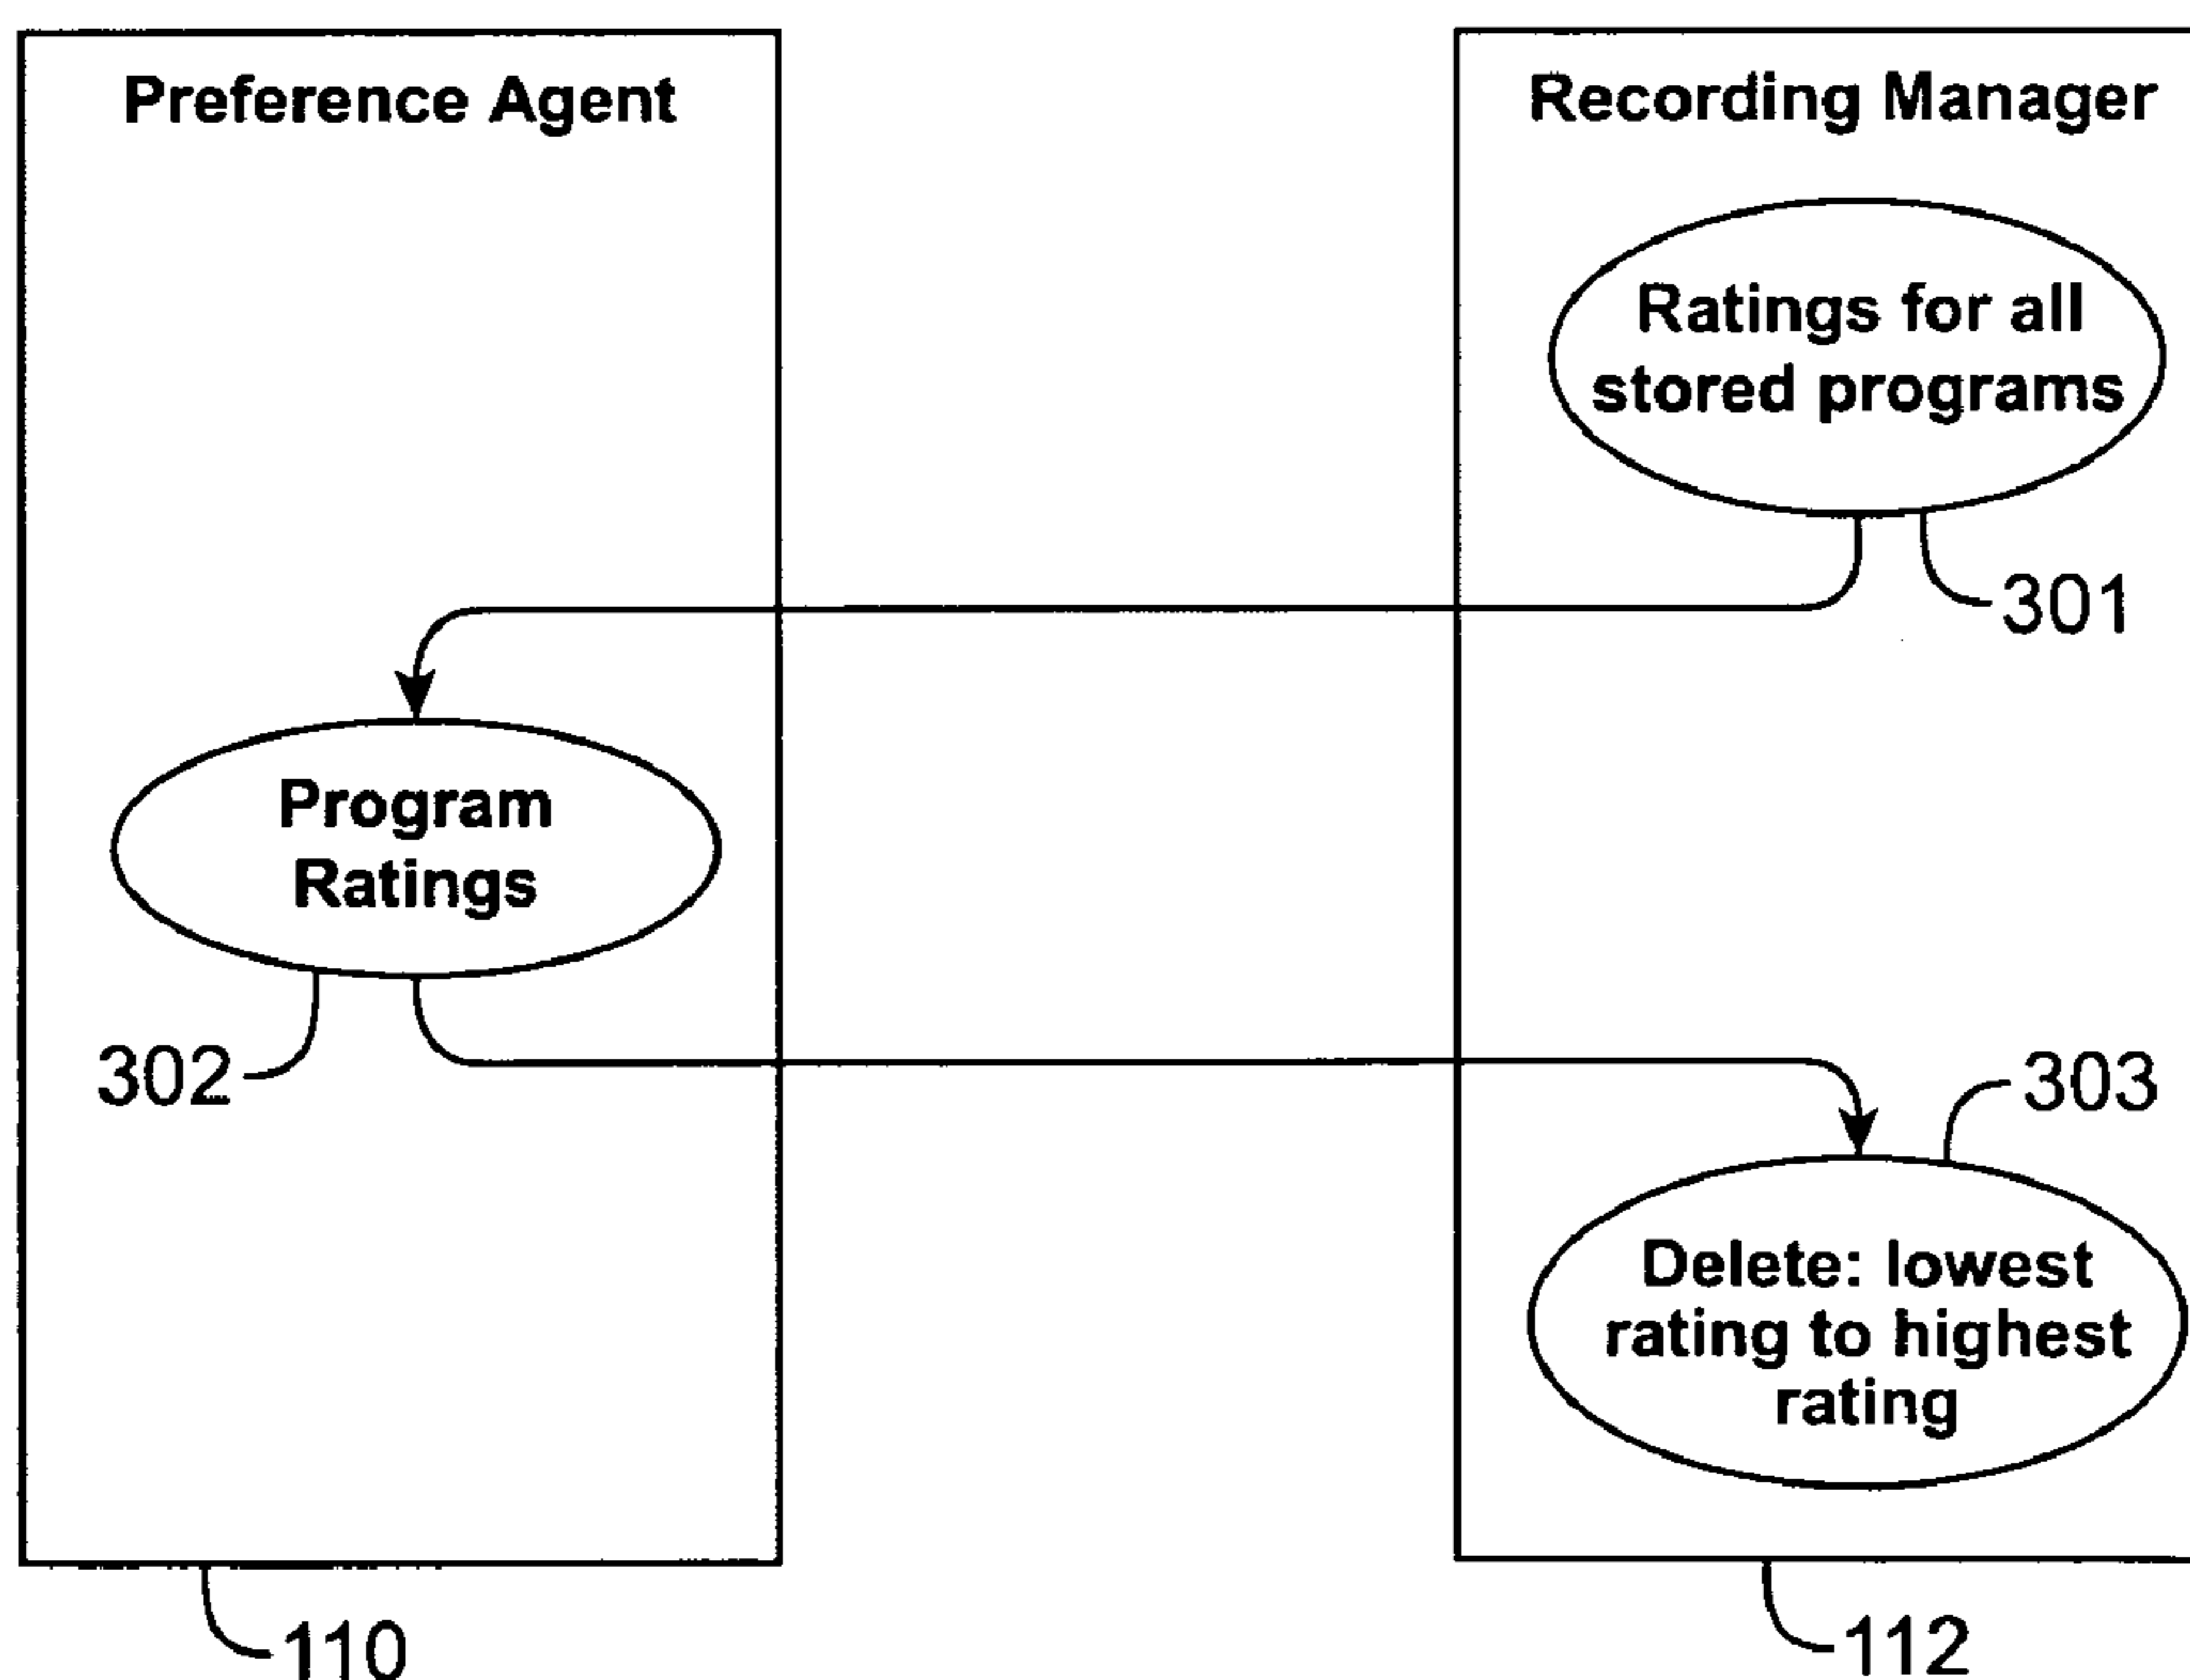 Preference Agent
Recording Manager
Ratings for all
stored programs
301
Program
Ratings
302
303
Delete: lowest
rating to highest
rating
110
112